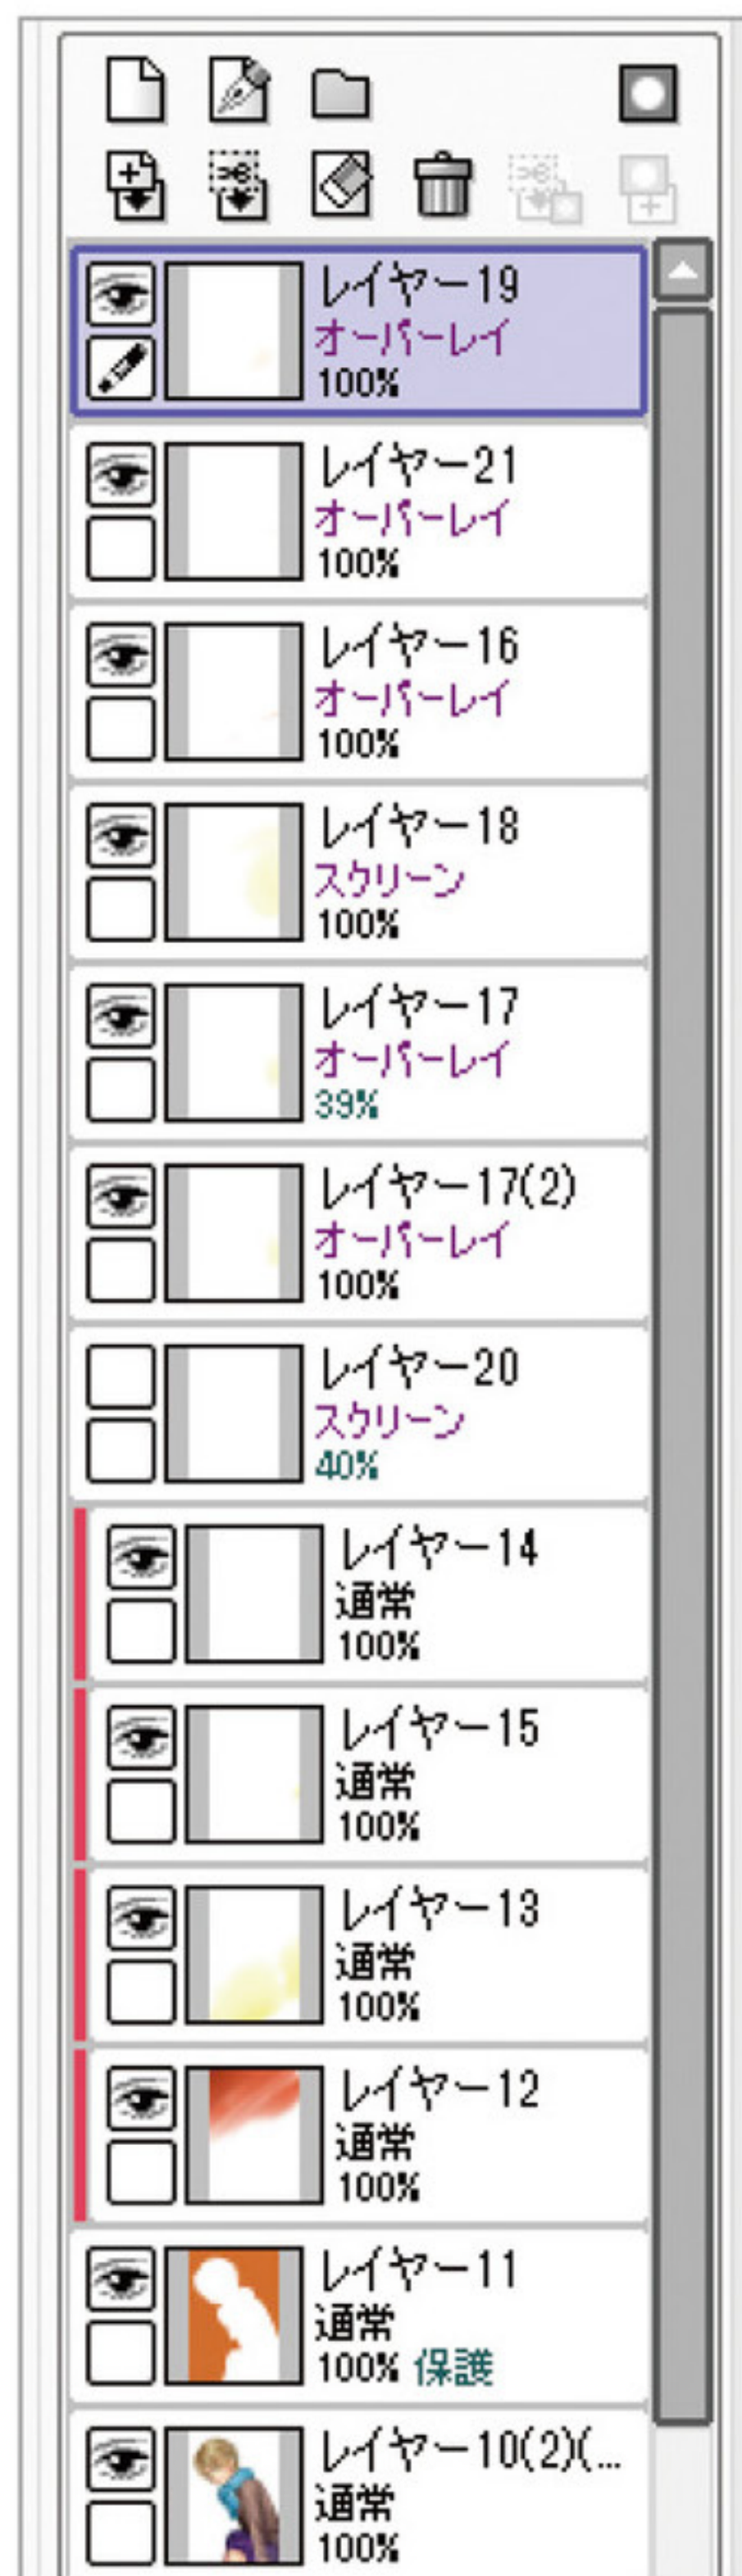 レイヤー19
オーバーレイ
100%
レイヤー21
オーバーレイ
100%
レイヤー16
オーバーレイ
100%
レイヤー18
スクリーン
100%
レイヤー17
オーバーレイ
39%
レイヤー17(2)
オーバーレイ
100%
レイヤー20
スクリーン
40%
レイヤー14
通常
100%
レイヤー15
通常
100%
レイヤー13
通常
100%
レイヤー12
通常
100%
レイヤー11
通常
100% 保護
レイヤー10(2)(...
通常
100%